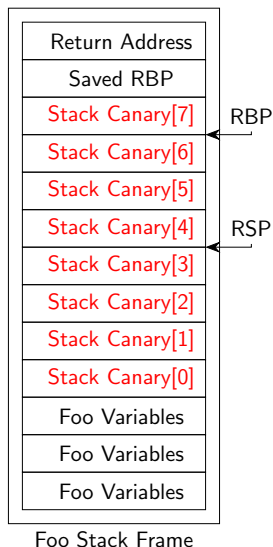 Return Address
Saved RBP
Stack Canary[7]
RBP
Stack Canary[6]
Stack Canary[5]
Stack Canary[4]
RSP
Stack Canary[3]
Stack Canary[2]
Stack Canary[1]
Stack Canary[0]
Foo Variables
Foo Variables
Foo Variables
Foo Stack Frame